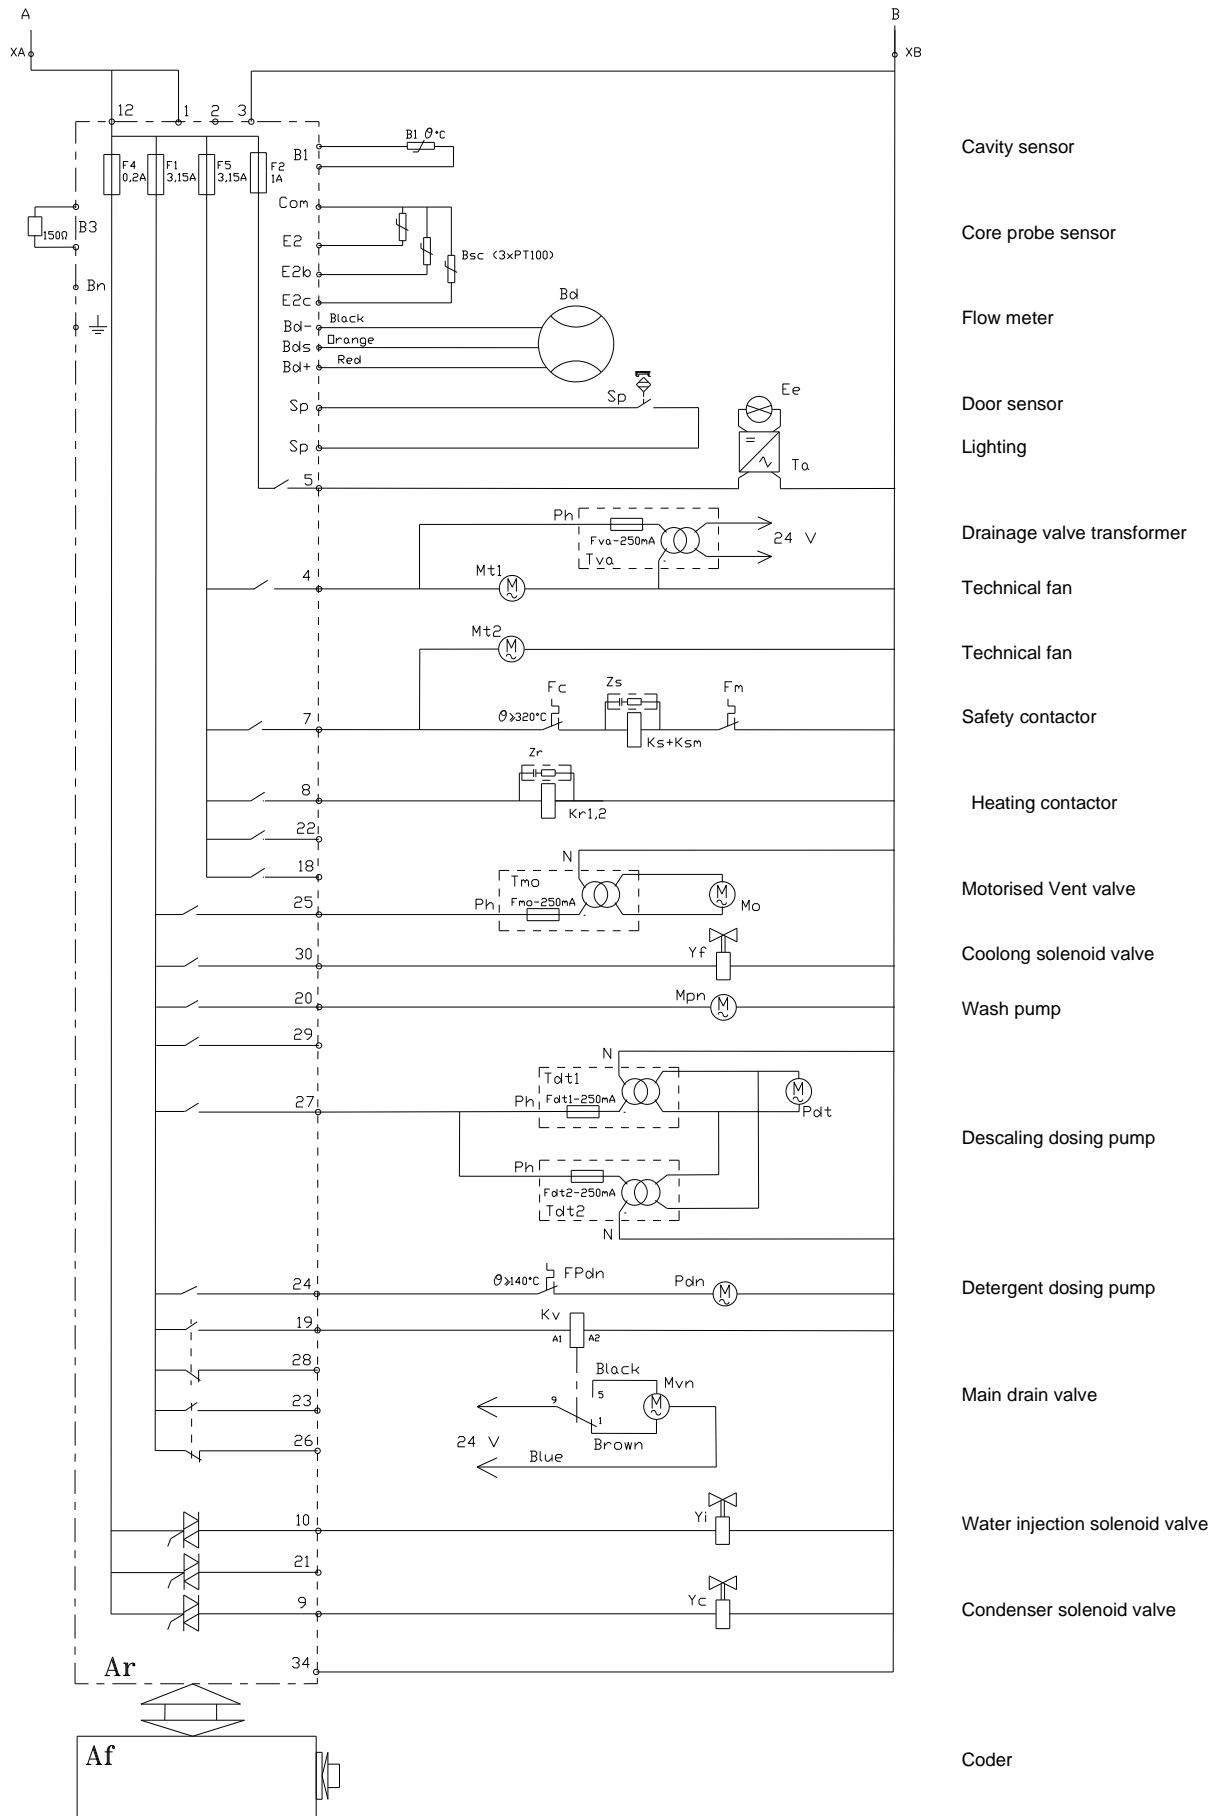 A
B
XA
XB
12
1
2
3
F4
0,2A
F1
3,15A
F5
3,15A
F2
1A
B1
B1 θ°C
Cavity sensor
150Ω
B3
Com
E2
E2b
E2c
Bsc (3xPT100)
Core probe sensor
Bn
Bd
Bd- Black
Bds Orange
Bd+ Red
Flow meter
Sp
Sp
Door sensor
Sp
Ee
Ta
Lighting
5
Ph
Fva-250mA
Tva
24 V
Drainage valve transformer
4
Mt1
M
Technical fan
Mt2
M
Technical fan
7
θ⩾320°C
Fc
Zs
Ks+Ksm
Fm
Safety contactor
8
Zr
Kr1,2
Heating contactor
22
18
N
Tmo
25
Ph
Fmo-250mA
M
Mo
Motorised Vent valve
30
Yf
Coolong solenoid valve
20
Mpn
M
Wash pump
29
N
Tdt1
27
Ph
Fdt1-250mA
M
Pdt
Descaling dosing pump
Ph
Fdt2-250mA
Tdt2
N
24
θ⩾140°C
FPdn
Pdn
M
Detergent dosing pump
19
Kv
A1
A2
28
Black
Mvn
23
9
5
1
M
Main drain valve
26
24 V
Brown
Blue
10
Yi
Water injection solenoid valve
21
9
Yc
Condenser solenoid valve
34
Ar
Af
Coder